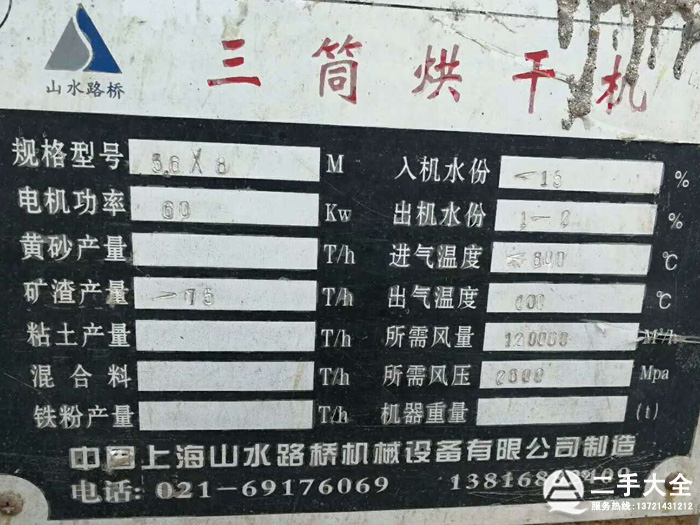 山水路桥
三筒烘干机
规格型号 3.6X8 M 入机水份 -15 %
电机功率 60 Kw 出机水份 1-2 %
黄砂产量 T/h 进气温度 800 ℃
矿渣产量 -75 T/h 出气温度 ℃
粘土产量 T/h 所需风量 120000 M³/h
混合料 T/h 所需风压 2000 Mpa
铁粉产量 T/h 机器重量 (t)
中国上海山水路桥机械设备有限公司制造
电话: 021-69176069
二手大全
服务热线: 13721431212